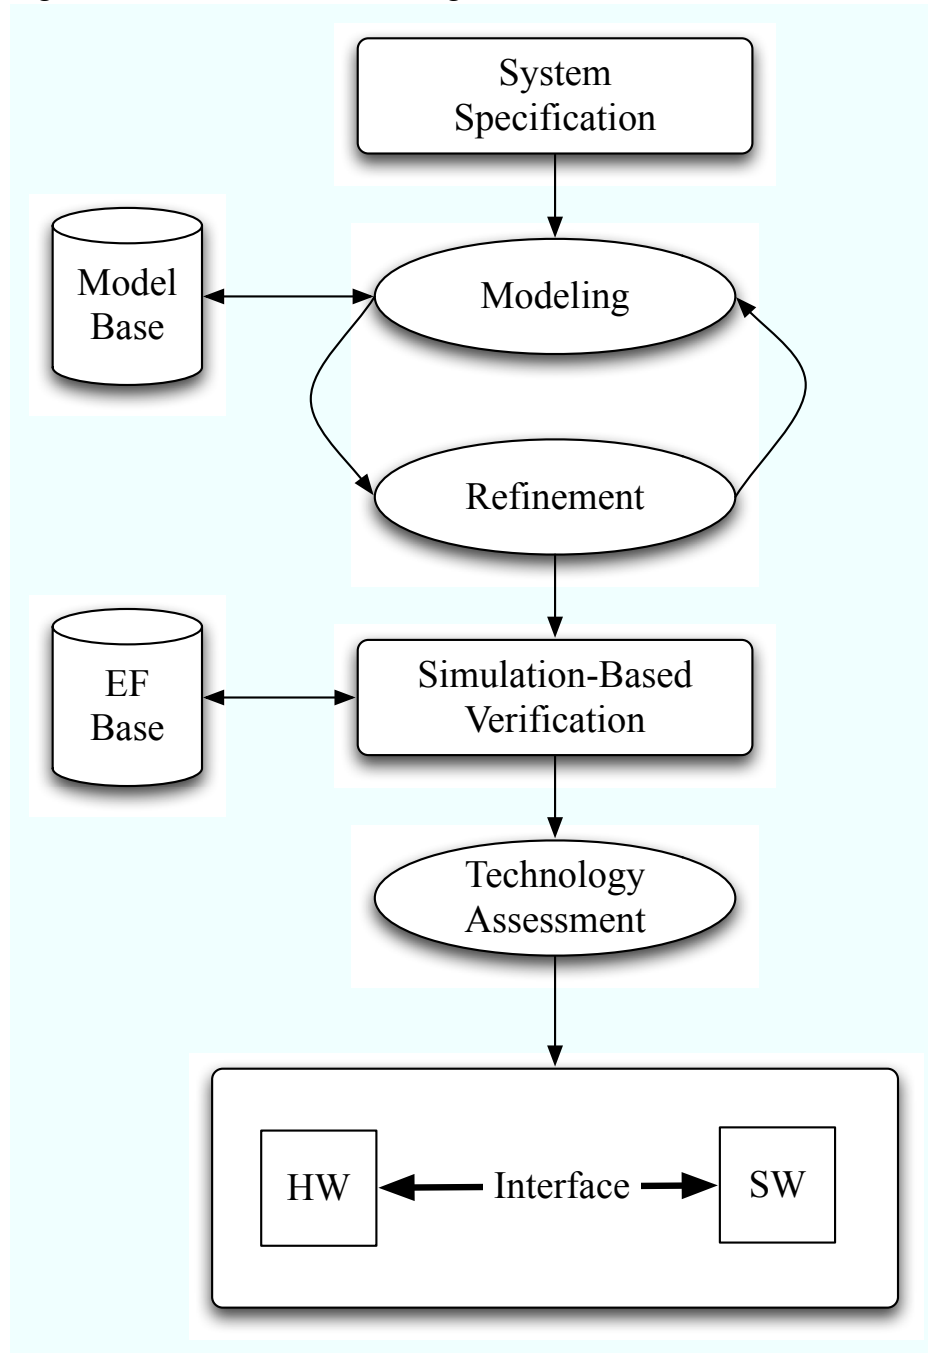 System
Specification
Model
Base
Modeling
Refinement
EF
Base
Simulation-Based
Verification
Technology
Assessment
HW
Interface
SW